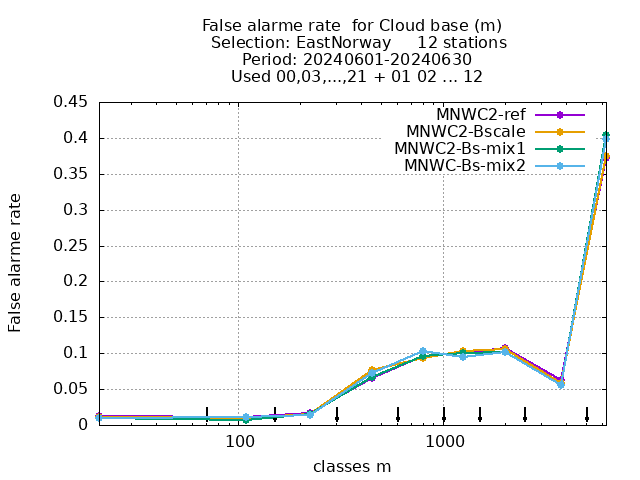 False alarme rate  for Cloud base (m)
Selection: EastNorway     12 stations
Period: 20240601-20240630
Used 00,03,...,21 + 01 02 ... 12
MNWC2-ref
MNWC2-Bscale
MNWC2-Bs-mix1
MNWC-Bs-mix2
False alarme rate
0.45
0.4
0.35
0.3
0.25
0.2
0.15
0.1
0.05
0
100
1000
classes m